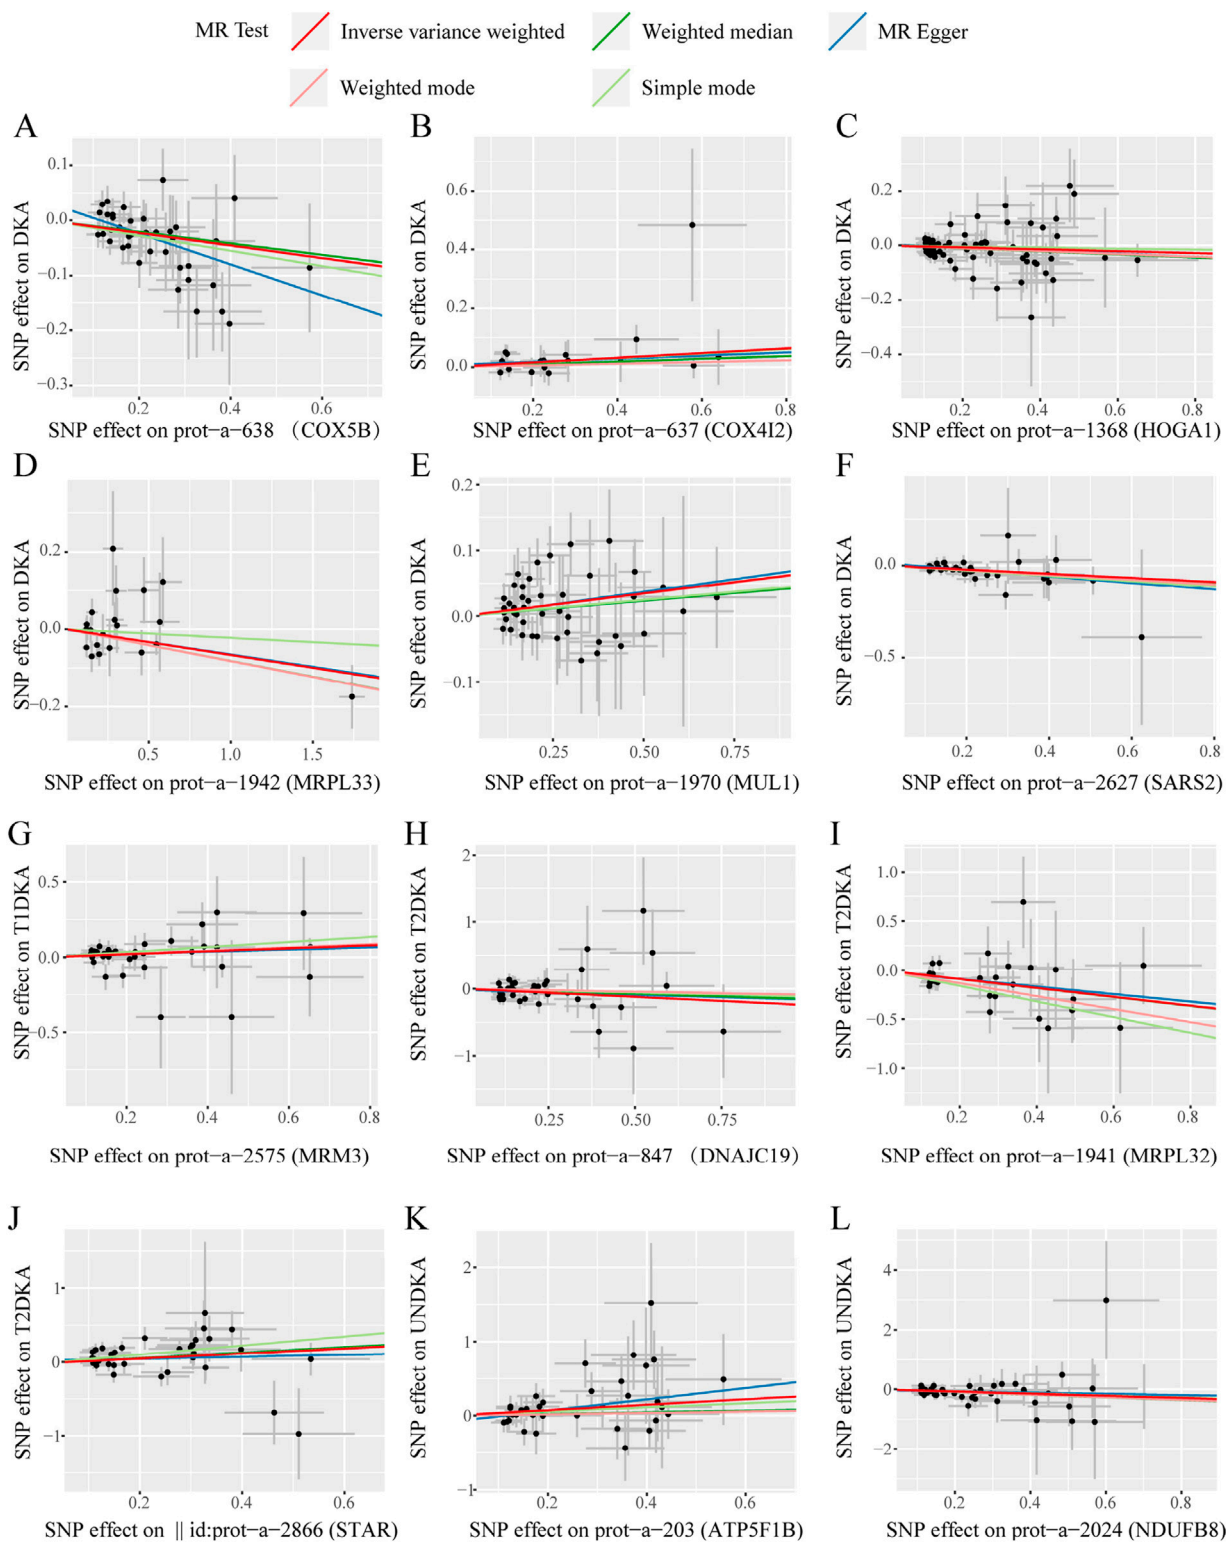 MR Test Inverse variance weighted Weighted median MR Egger
Weighted mode Simple mode
A B C
SNP effect on DKA
0.1
0.0
−0.1
−0.2
−0.3
0.2 0.4 0.6
SNP effect on prot−a−638 （COX5B）
SNP effect on DKA
0.6
0.4
0.2
0.0
0.2 0.4 0.6 0.8
SNP effect on prot−a−637 (COX4I2)
SNP effect on DKA
0.2
0.0
−0.2
−0.4
0.2 0.4 0.6 0.8
SNP effect on prot−a−1368 (HOGA1)
D E F
SNP effect on DKA
0.2
0.0
−0.2
0.5 1.0 1.5
SNP effect on prot−a−1942 (MRPL33)
SNP effect on DKA
0.2
0.1
0.0
−0.1
0.25 0.50 0.75
SNP effect on prot−a−1970 (MUL1)
SNP effect on DKA
0.0
−0.5
0.2 0.4 0.6 0.8
SNP effect on prot−a−2627 (SARS2)
G H I
SNP effect on T1DKA
0.5
0.0
−0.5
0.2 0.4 0.6 0.8
SNP effect on prot−a−2575 (MRM3)
SNP effect on T2DKA
2
1
0
−1
0.25 0.50 0.75
SNP effect on prot−a−847 （DNAJC19）
SNP effect on T2DKA
1.0
0.5
0.0
−0.5
−1.0
0.2 0.4 0.6 0.8
SNP effect on prot−a−1941 (MRPL32)
J K L
SNP effect on T2DKA
1
0
−1
0.2 0.4 0.6
SNP effect on || id:prot−a−2866 (STAR)
SNP effect on UNDKA
2
1
0
−1
0.2 0.4 0.6
SNP effect on prot−a−203 (ATP5F1B)
SNP effect on UNDKA
4
2
0
−2
0.0 0.2 0.4 0.6 0.8
SNP effect on prot−a−2024 (NDUFB8)